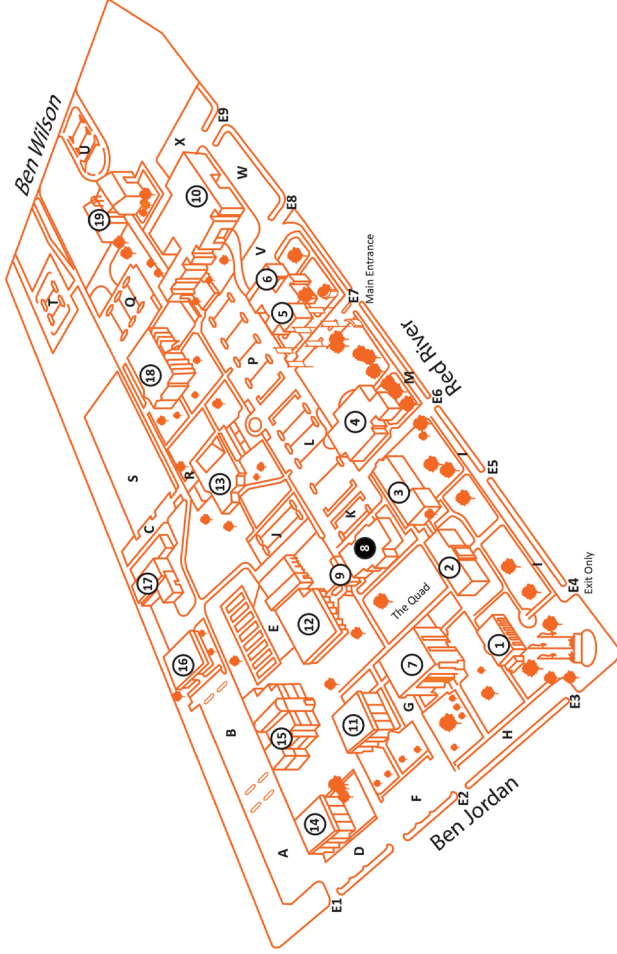 Ben Wilson
U
X
E9
19
10
W
E8
T
Q
V
6
E7
Main Entrance
5
18
P
Red River
M
E6
S
R
13
L
4
C
K
3
I
E5
17
J
8
9
2
I
E4
Exit Only
E
12
The Quad
16
1
7
B
15
11
G
H
E3
14
F
E2
Ben Jordan
A
D
E1